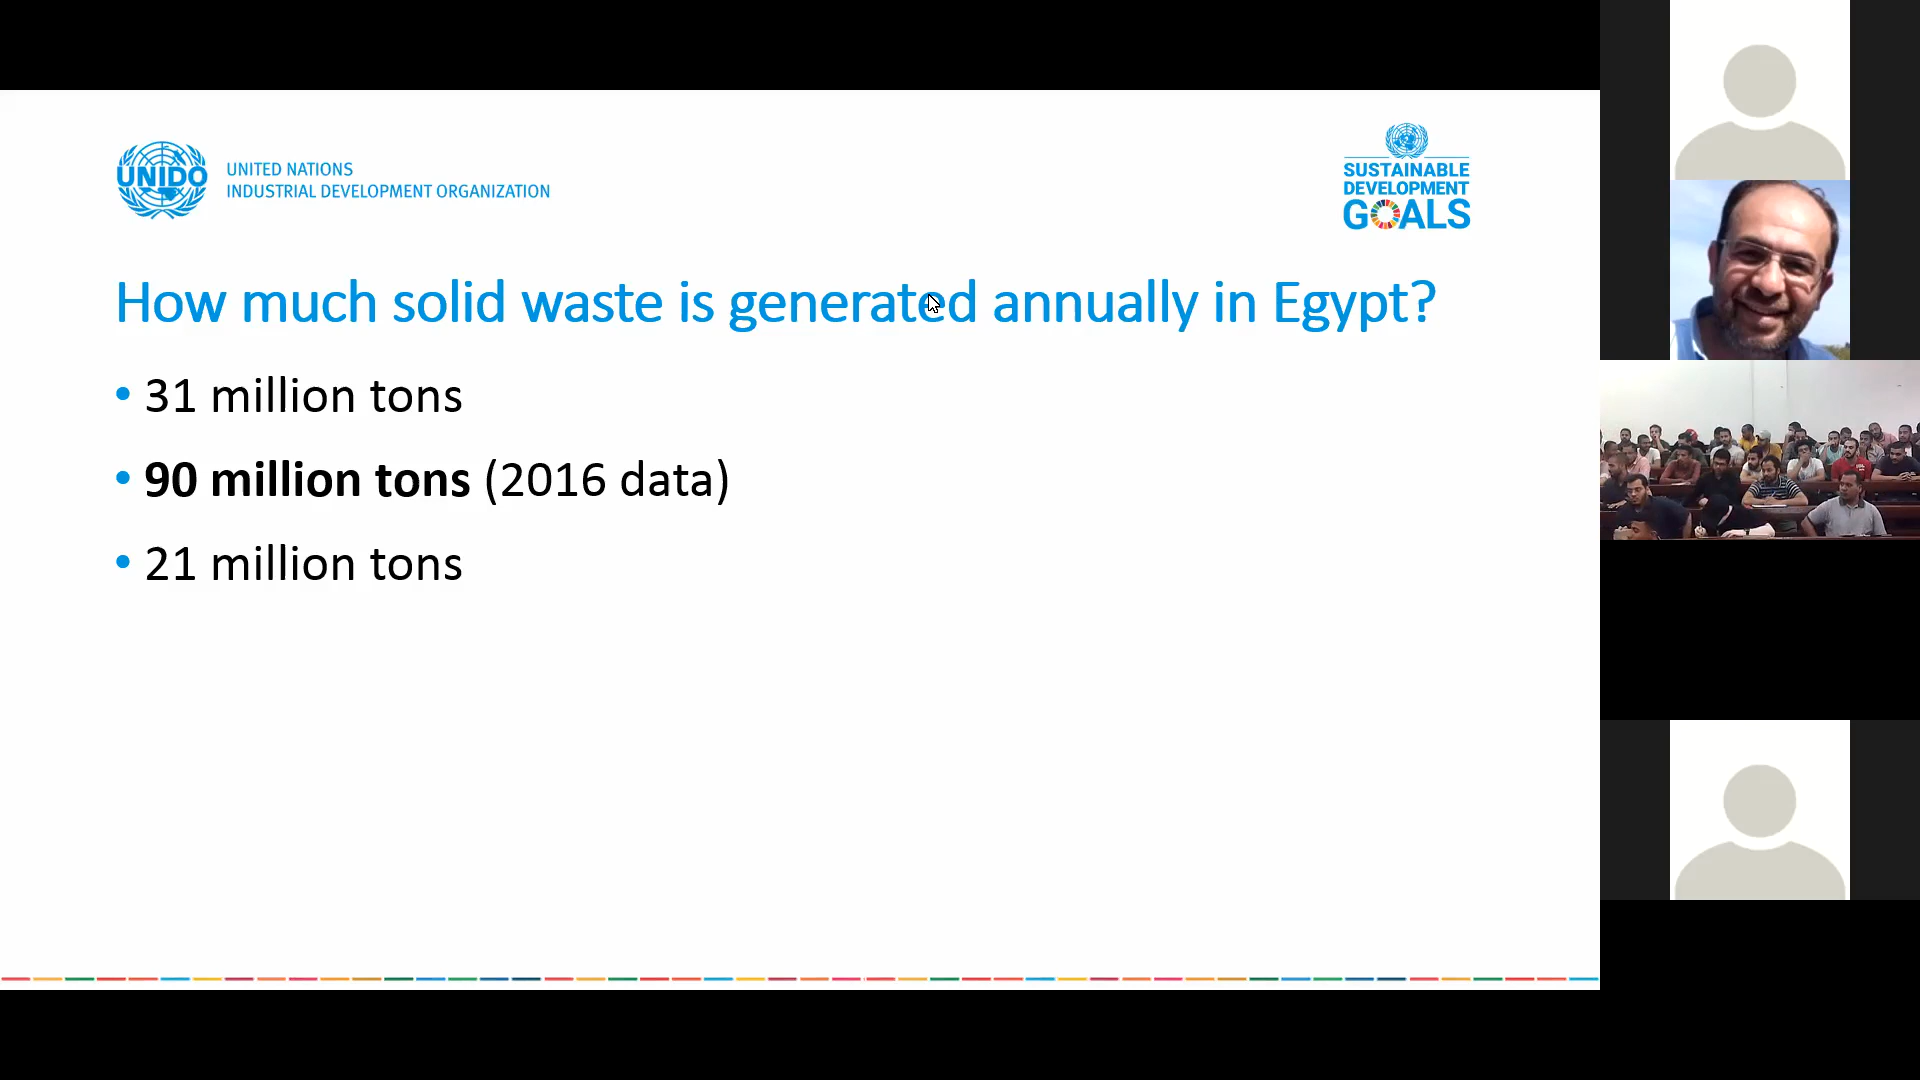 UNIDO
UNITED NATIONS
INDUSTRIAL DEVELOPMENT ORGANIZATION
SUSTAINABLE
DEVELOPMENT
GOALS
How much solid waste is generated annually in Egypt?
• 31 million tons
• 90 million tons (2016 data)
• 21 million tons